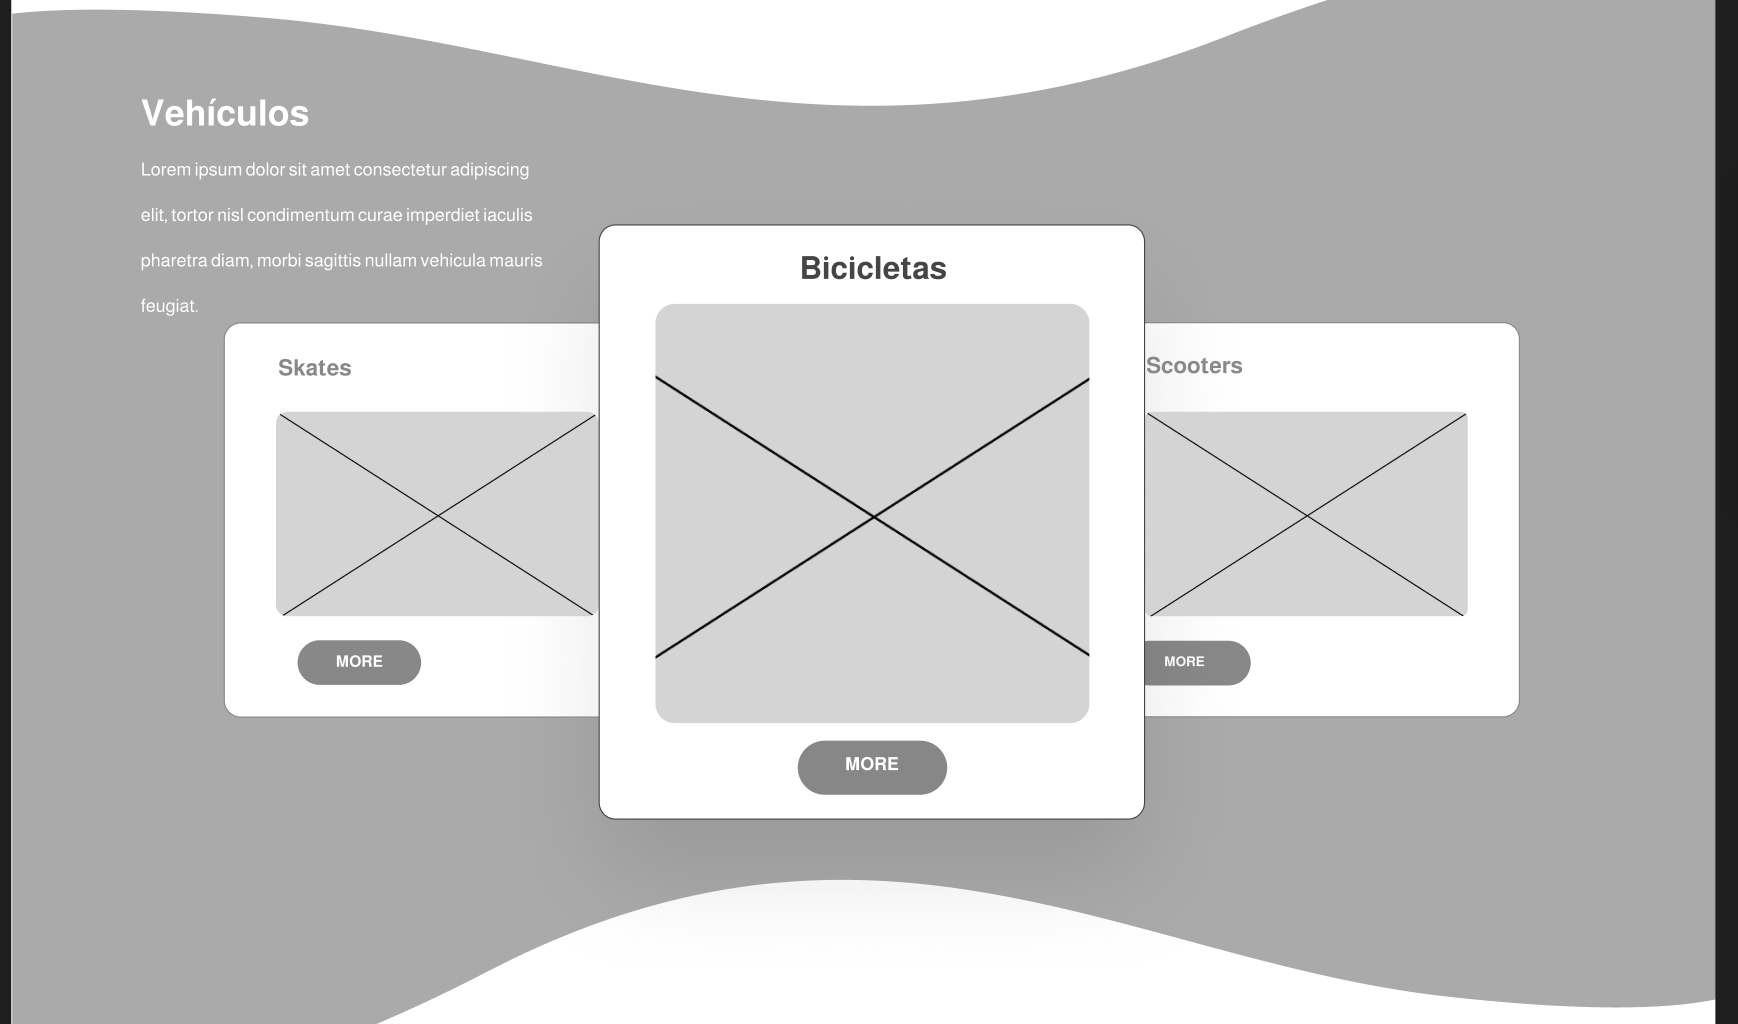 Vehículos
Lorem ipsum dolor sit amet consectetur adipiscing
elit, tortor nisl condimentum curae imperdiet iaculis
pharetra diam, morbi sagittis nullam vehicula mauris
feugiat.
Skates
MORE
Bicicletas
MORE
Scooters
MORE